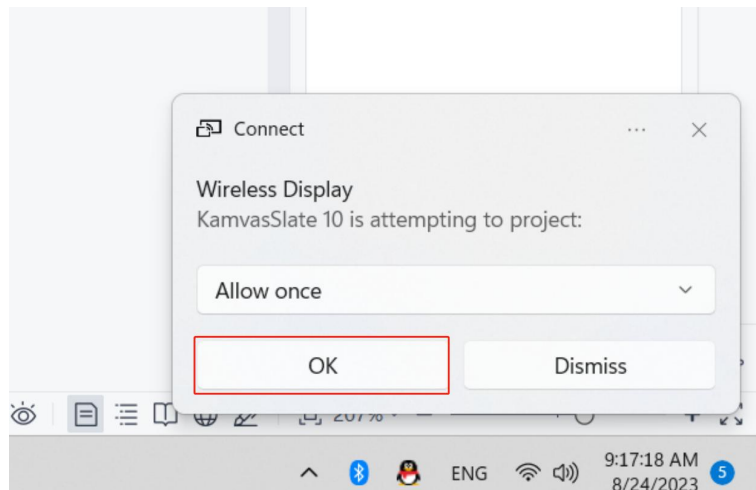 Connect
Wireless Display
KamvasSlate 10 is attempting to project:
Allow once
OK
Dismiss
207%
ENG
9:17:18 AM
8/24/2023
5